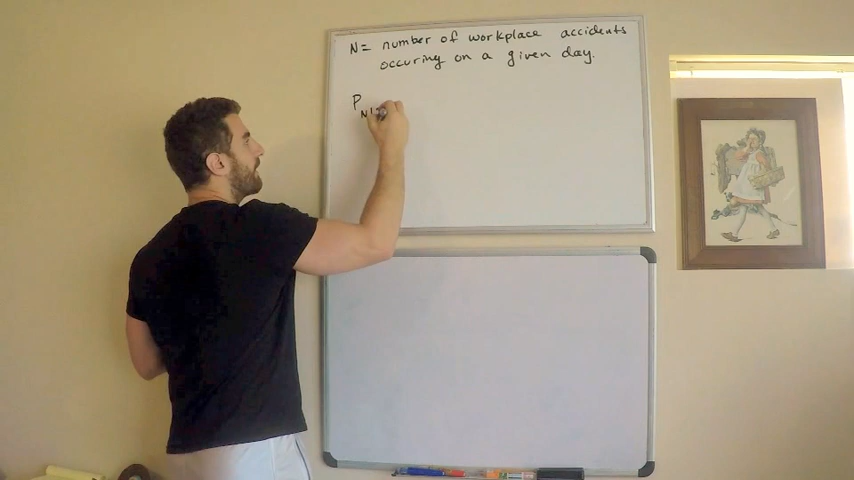 N = number of workplace accidents
occuring on a given day.
P